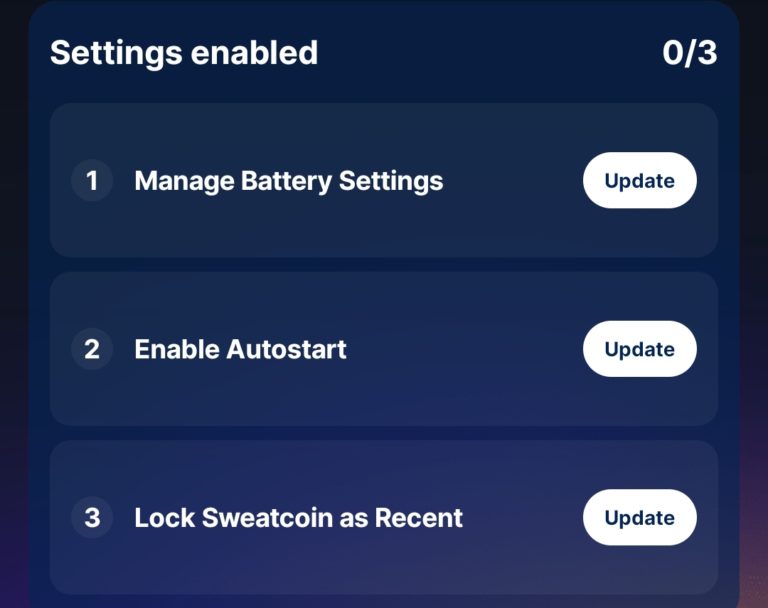 Settings enabled 0/3
1 Manage Battery Settings Update
2 Enable Autostart Update
3 Lock Sweatcoin as Recent Update